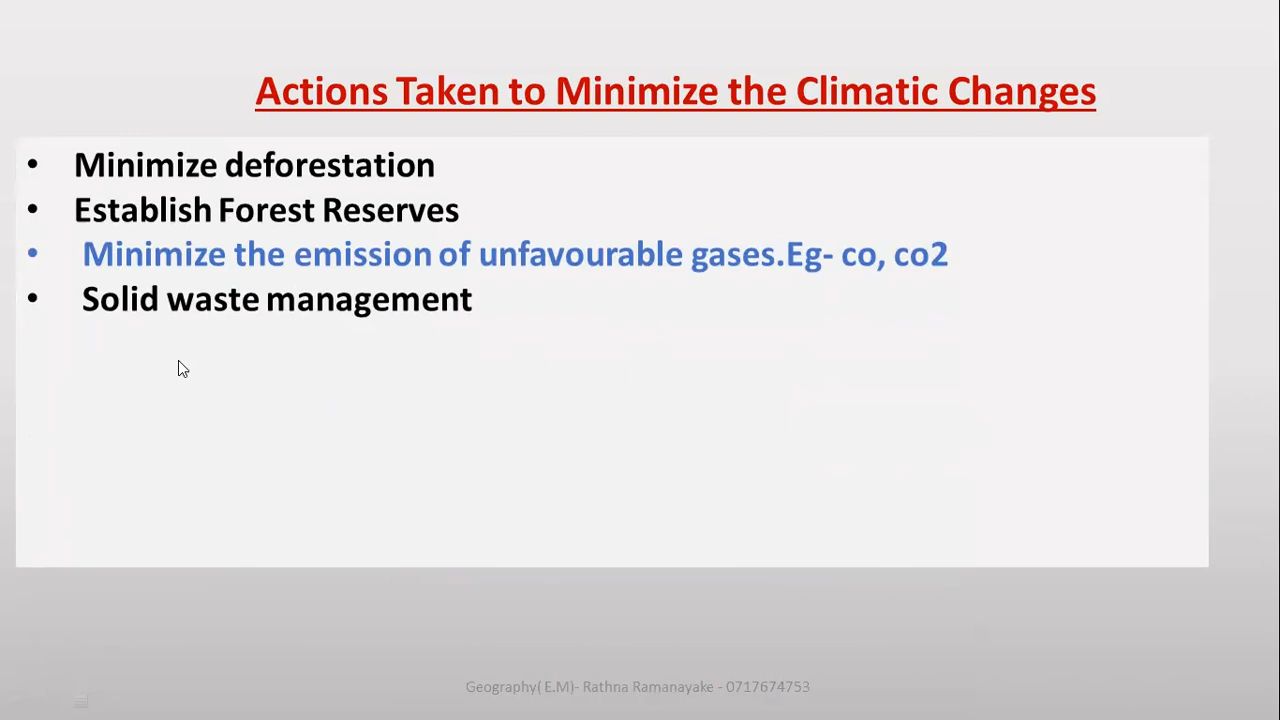 Actions Taken to Minimize the Climatic Changes
• Minimize deforestation
• Establish Forest Reserves
• Minimize the emission of unfavourable gases.Eg- co, co2
• Solid waste management
Geography( E.M)- Rathna Ramanayake - 0717674753